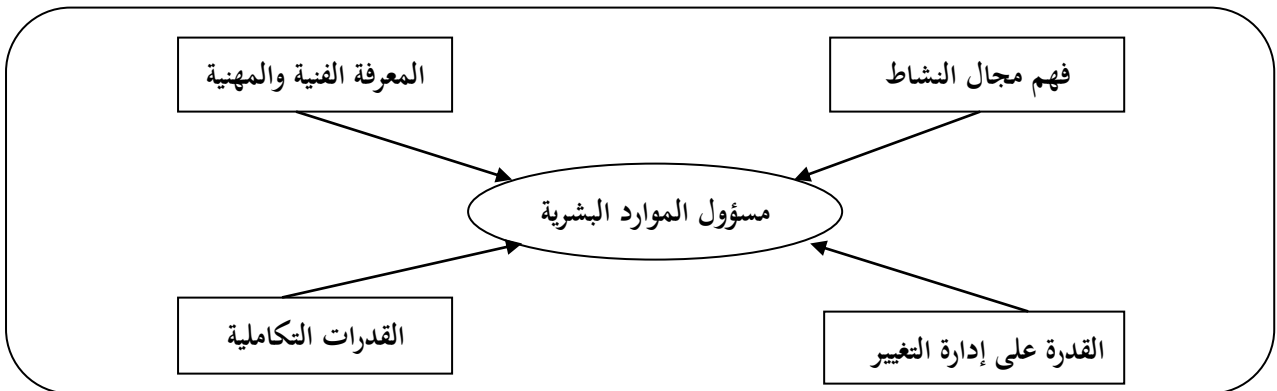 فهم مجال النشاط
المعرفة الفنية والمهنية
مسؤول الموارد البشرية
القدرة على إدارة التغيير
القدرات التكاملية